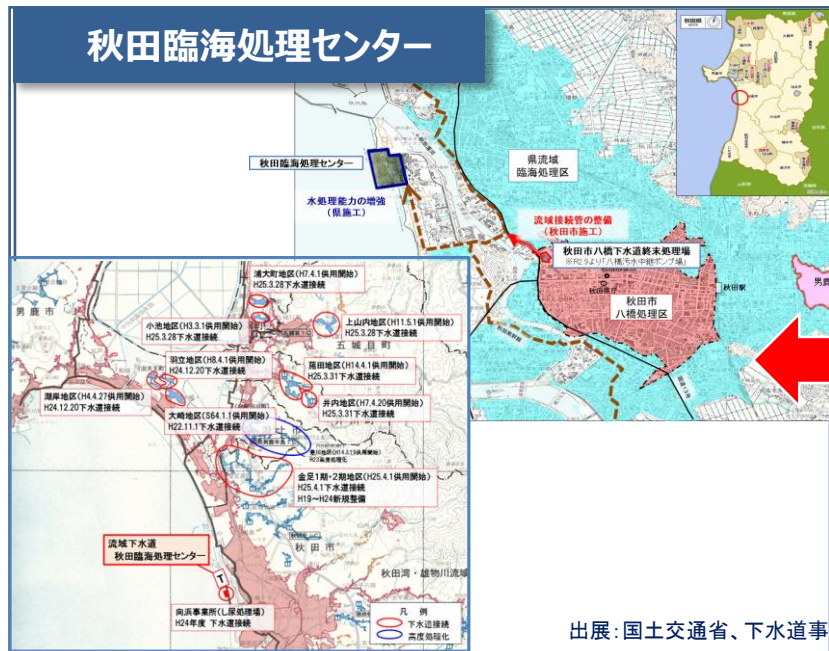 秋田臨海処理センター
秋田臨海処理センター
水処理能力の増強
(県施工)
県流域
臨海処理区
流域接続管の整備
(秋田市施工)
秋田市八橋下水道終末処理場
※R2.9より「八橋汚水中継ポンプ場」
秋田県庁
秋田市
八橋処理区
秋田駅
男鹿
浦大町地区(H7.4.1供用開始)
H25.3.28下水道接続
男鹿市
小池地区(H3.3.1供用開始)
H25.3.28下水道接続
上山内地区(H11.5.1供用開始)
H25.3.28下水道接続
五城目町
羽立地区(H8.4.1供用開始)
H24.12.20下水道接続
H25.3.31下水道接続
湖岸地区(H4.4.27供用開始)
H24.12.20下水道接続
井内地区(H7.4.20供用開始)
H25.3.31下水道接続
大崎地区(S64.1.1供用開始)
H22.11.1下水道接続
豊川地区(H14.3.19供用開始)
H23高度処理化
金足1期・2期地区(H25.4.1供用開始)
H25.4.1下水道接続
H19～H24新規整備
流域下水道
秋田臨海処理センター
秋田市
秋田湾・雄物川流域
向浜事業所(し尿処理場)
H24年度 下水道接続
凡 例
下水道接続
高度処理化
出展:国土交通省、下水道事